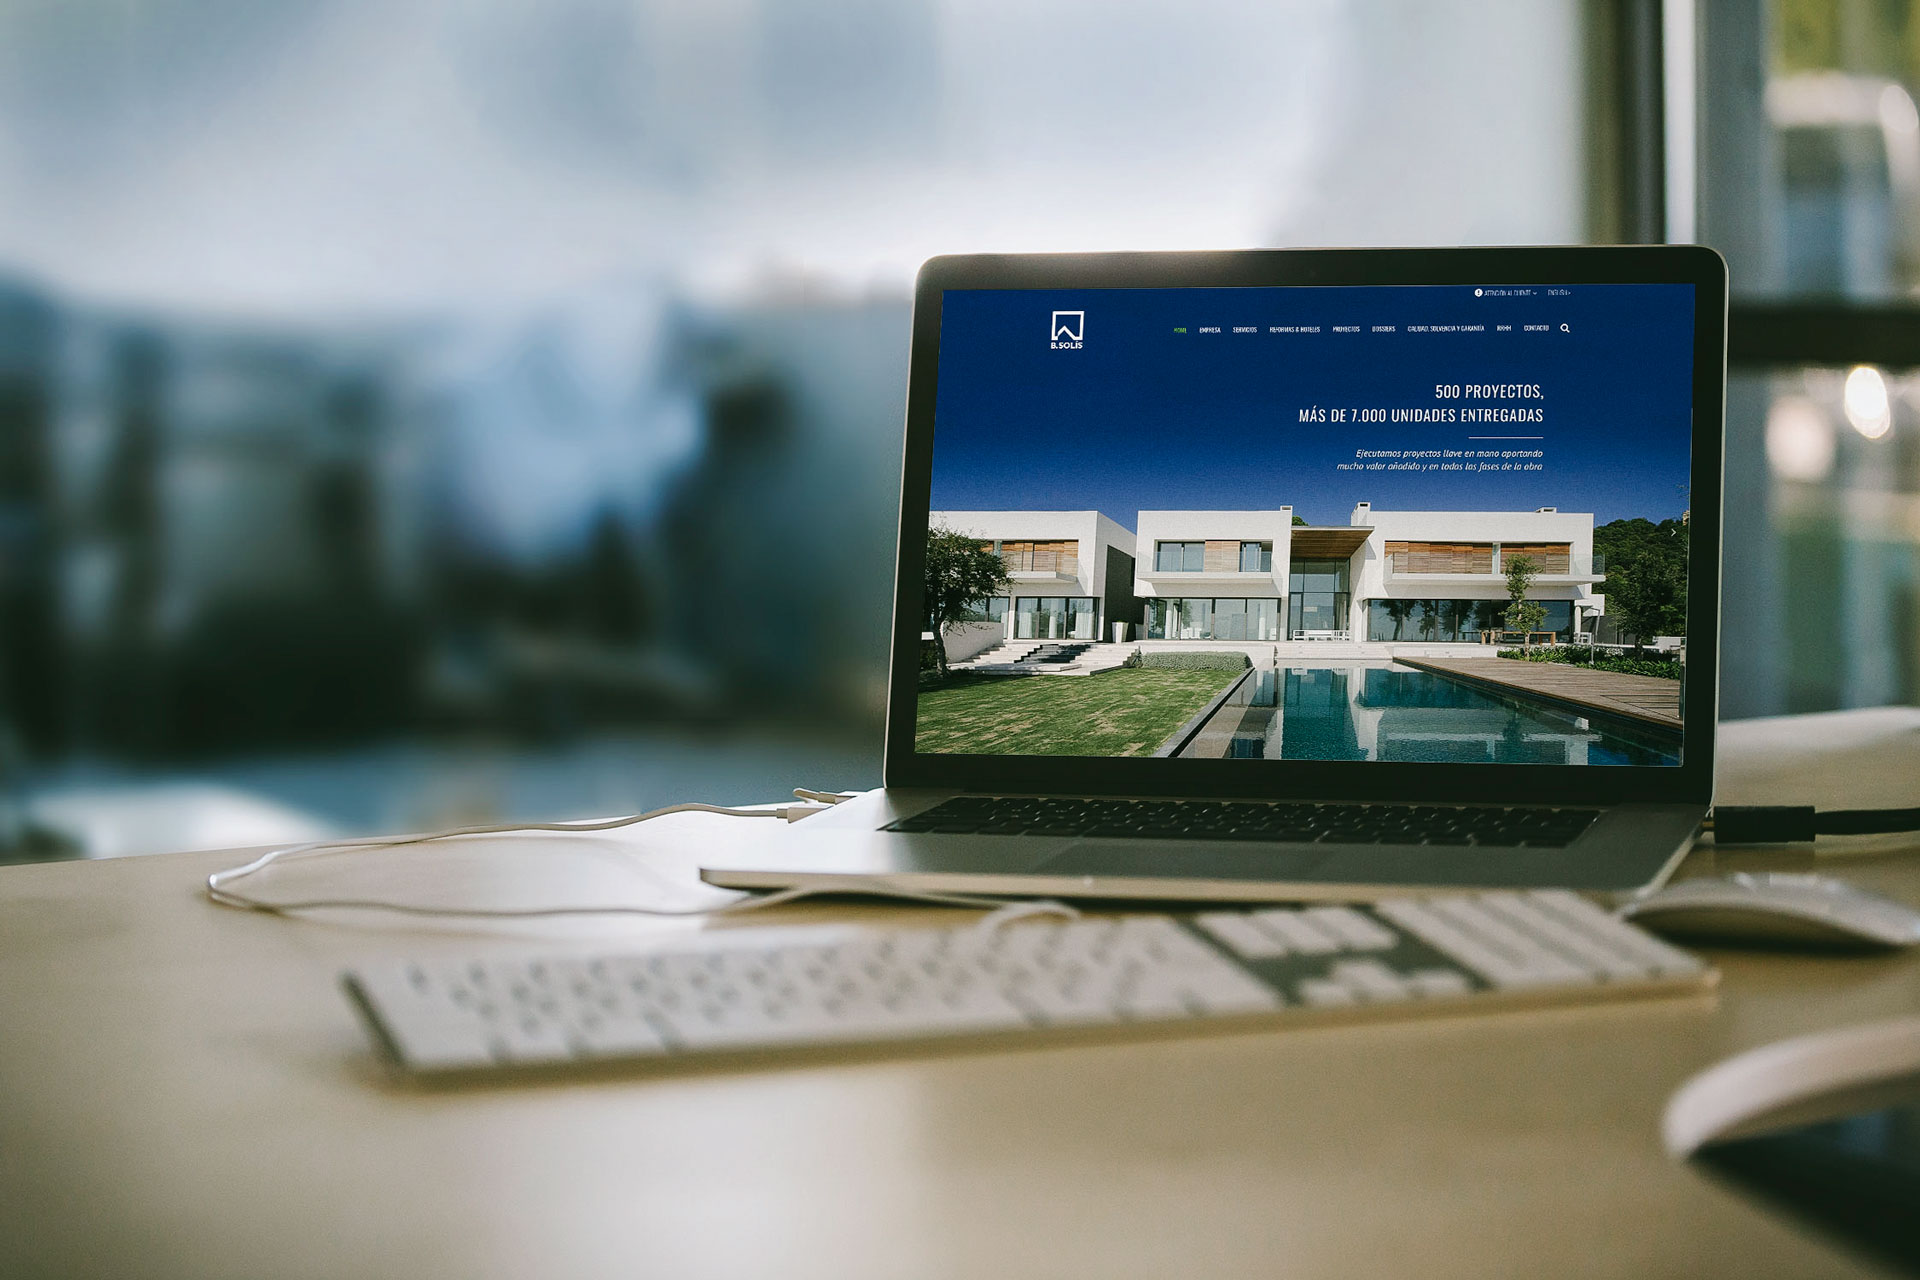 ATENCIÓN AL CLIENTE ENGLISH
B.SOLÍS
HOME EMPRESA SERVICIOS REFORMAS & HOTELES PROYECTOS DOSSIERS CALIDAD, SOLVENCIA Y GARANTÍA RRHH CONTACTO
500 PROYECTOS,
MÁS DE 7.000 UNIDADES ENTREGADAS
Ejecutamos proyectos llave en mano aportando
mucho valor añadido y en todas las fases de la obra